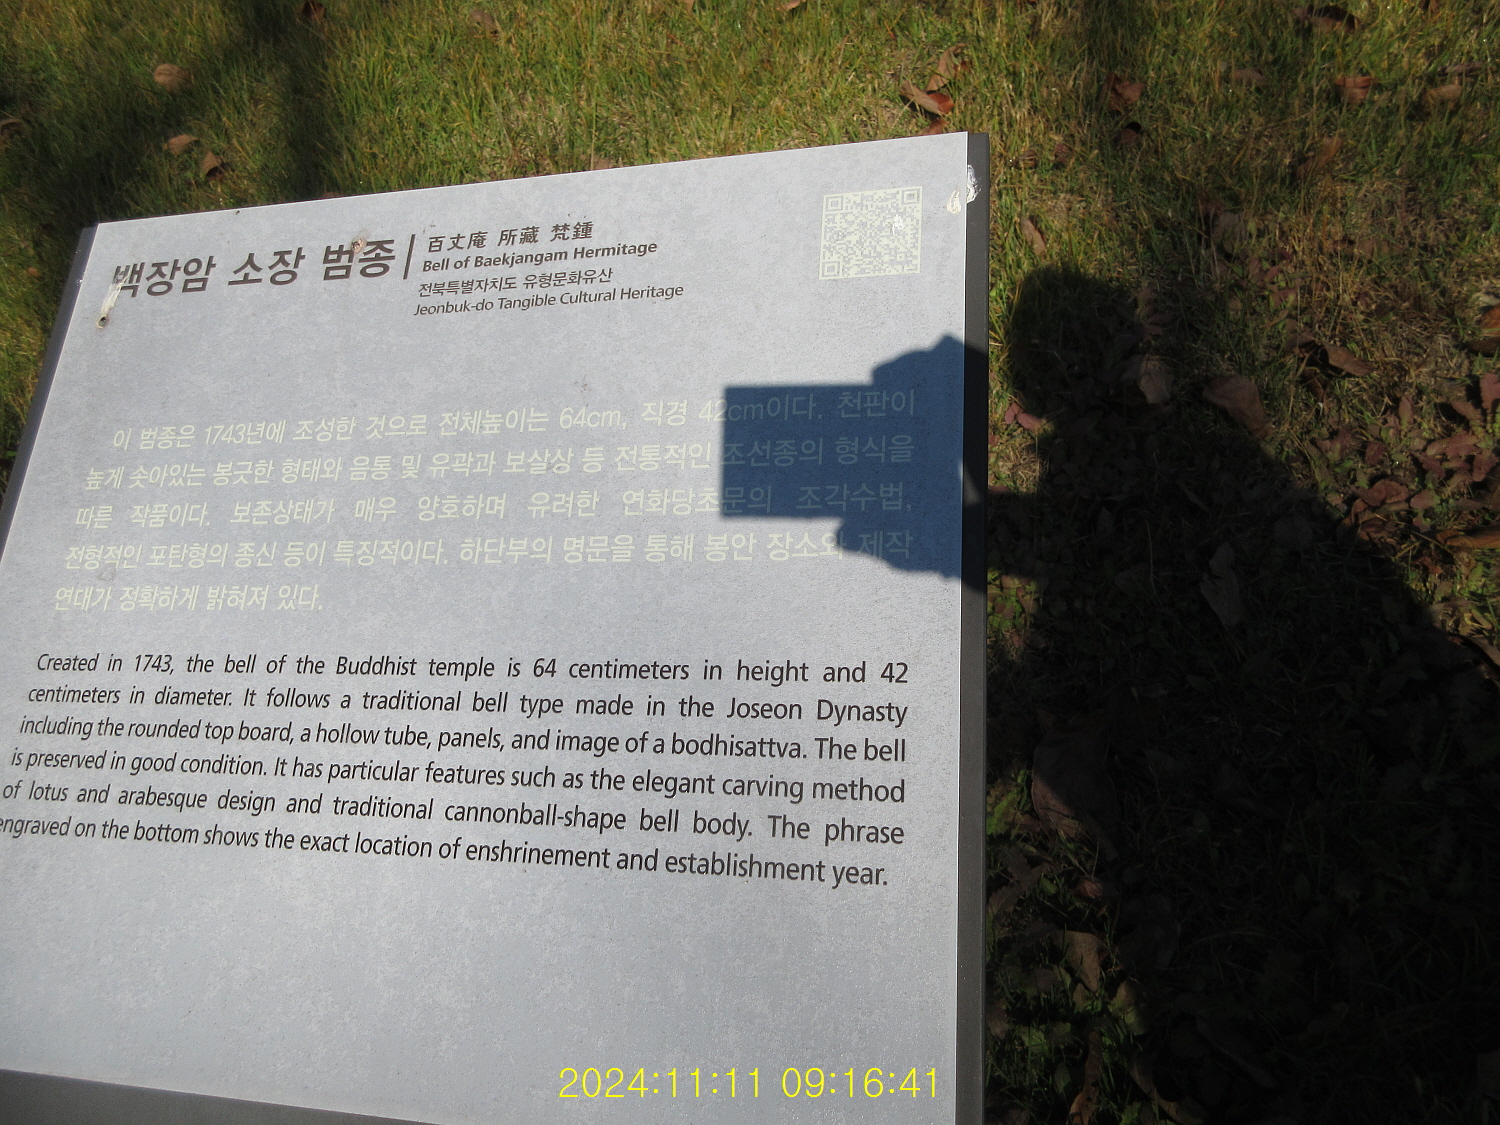 백장암 소장 범종
百丈庵 所藏 梵鍾
Bell of Baekjangam Hermitage
전북특별자치도 유형문화유산
Jeonbuk-do Tangible Cultural Heritage
이 범종은 1743년에 조성한 것으로 전체높이는 64cm, 직경 42cm이다. 천판이
높게 솟아있는 봉긋한 형태와 음통 및 유곽과 보살상 등 전통적인 조선종의 형식을
따른 작품이다. 보존상태가 매우 양호하며 유려한 연화당초문의 조각수법,
전형적인 포탄형의 종신 등이 특징적이다. 하단부의 명문을 통해 봉안 장소와 제작
연대가 정확하게 밝혀져 있다.
Created in 1743, the bell of the Buddhist temple is 64 centimeters in height and 42
centimeters in diameter. It follows a traditional bell type made in the Joseon Dynasty
including the rounded top board, a hollow tube, panels, and image of a bodhisattva. The bell
is preserved in good condition. It has particular features such as the elegant carving method
of lotus and arabesque design and traditional cannonball-shape bell body. The phrase
engraved on the bottom shows the exact location of enshrinement and establishment year.
2024:11:11 09:16:41